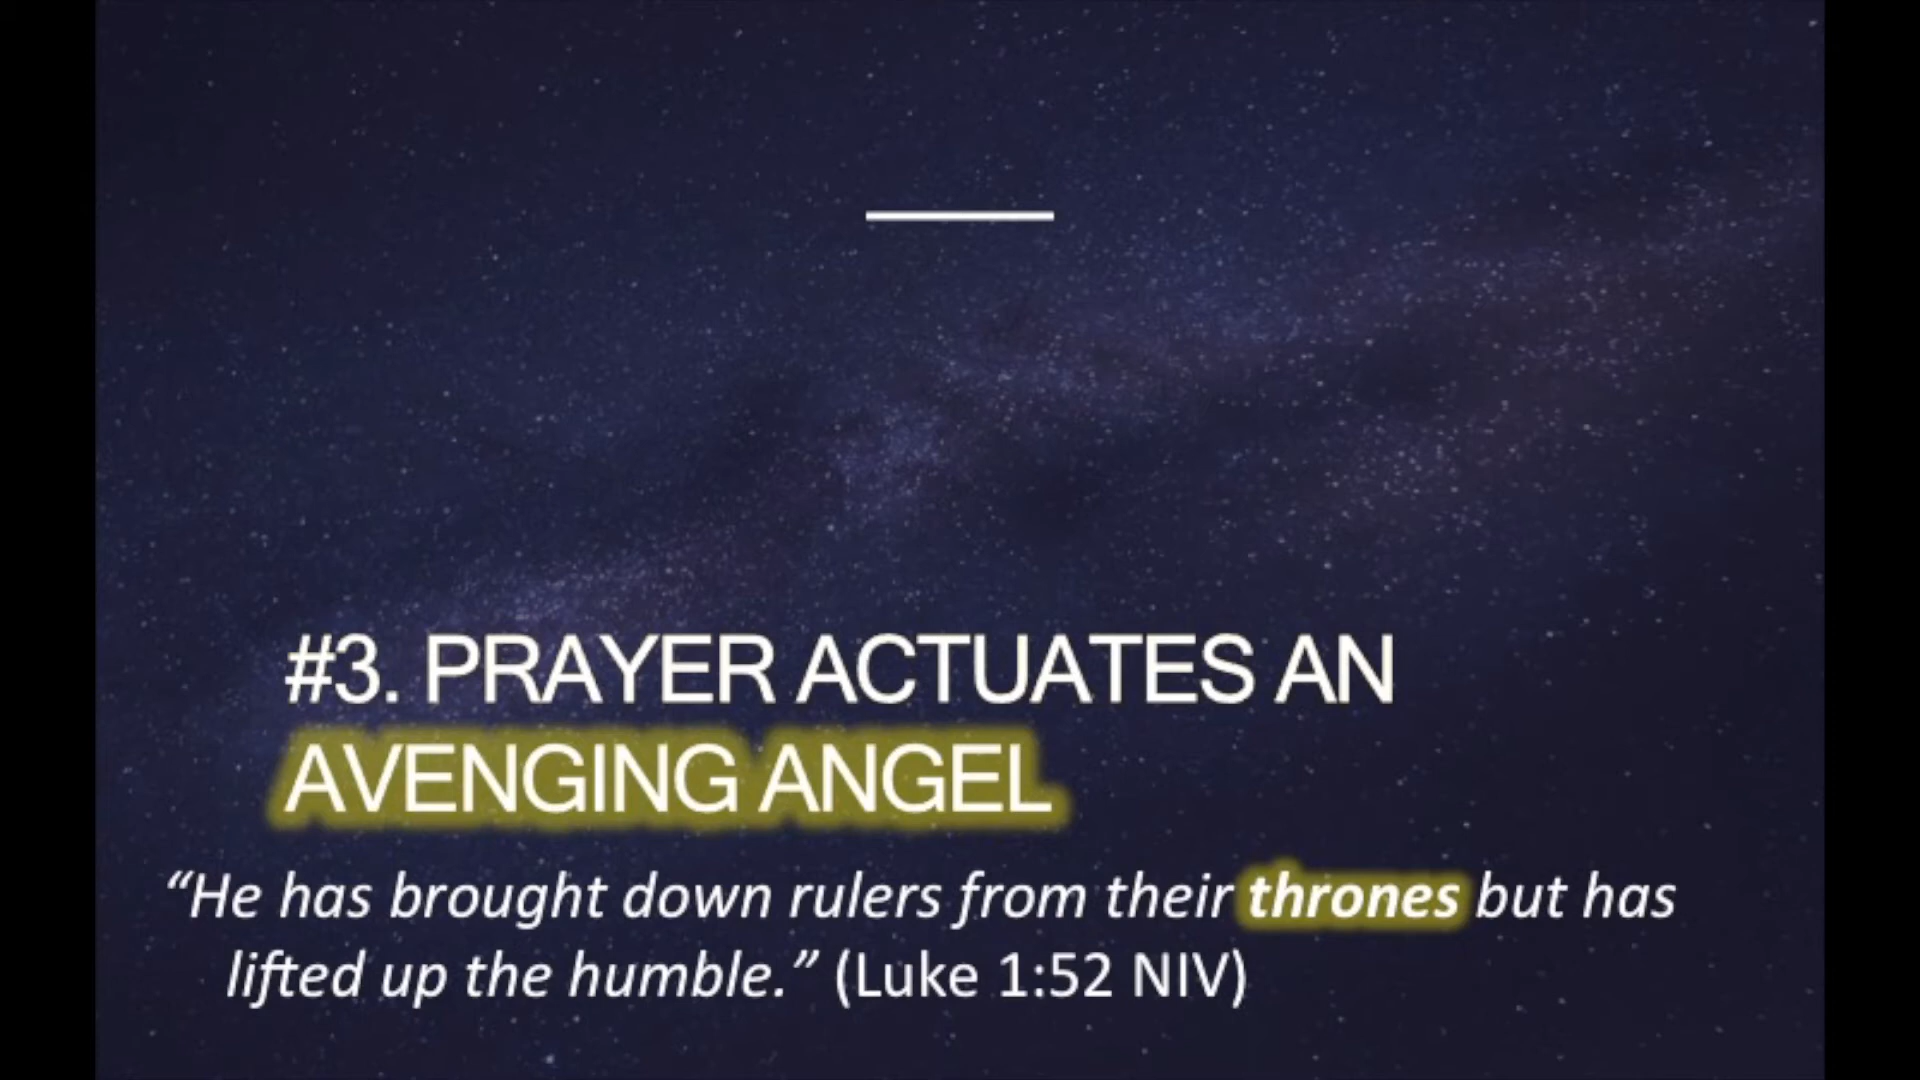 #3. PRAYER ACTUATES AN
AVENGING ANGEL
“He has brought down rulers from their thrones but has
lifted up the humble.” (Luke 1:52 NIV)